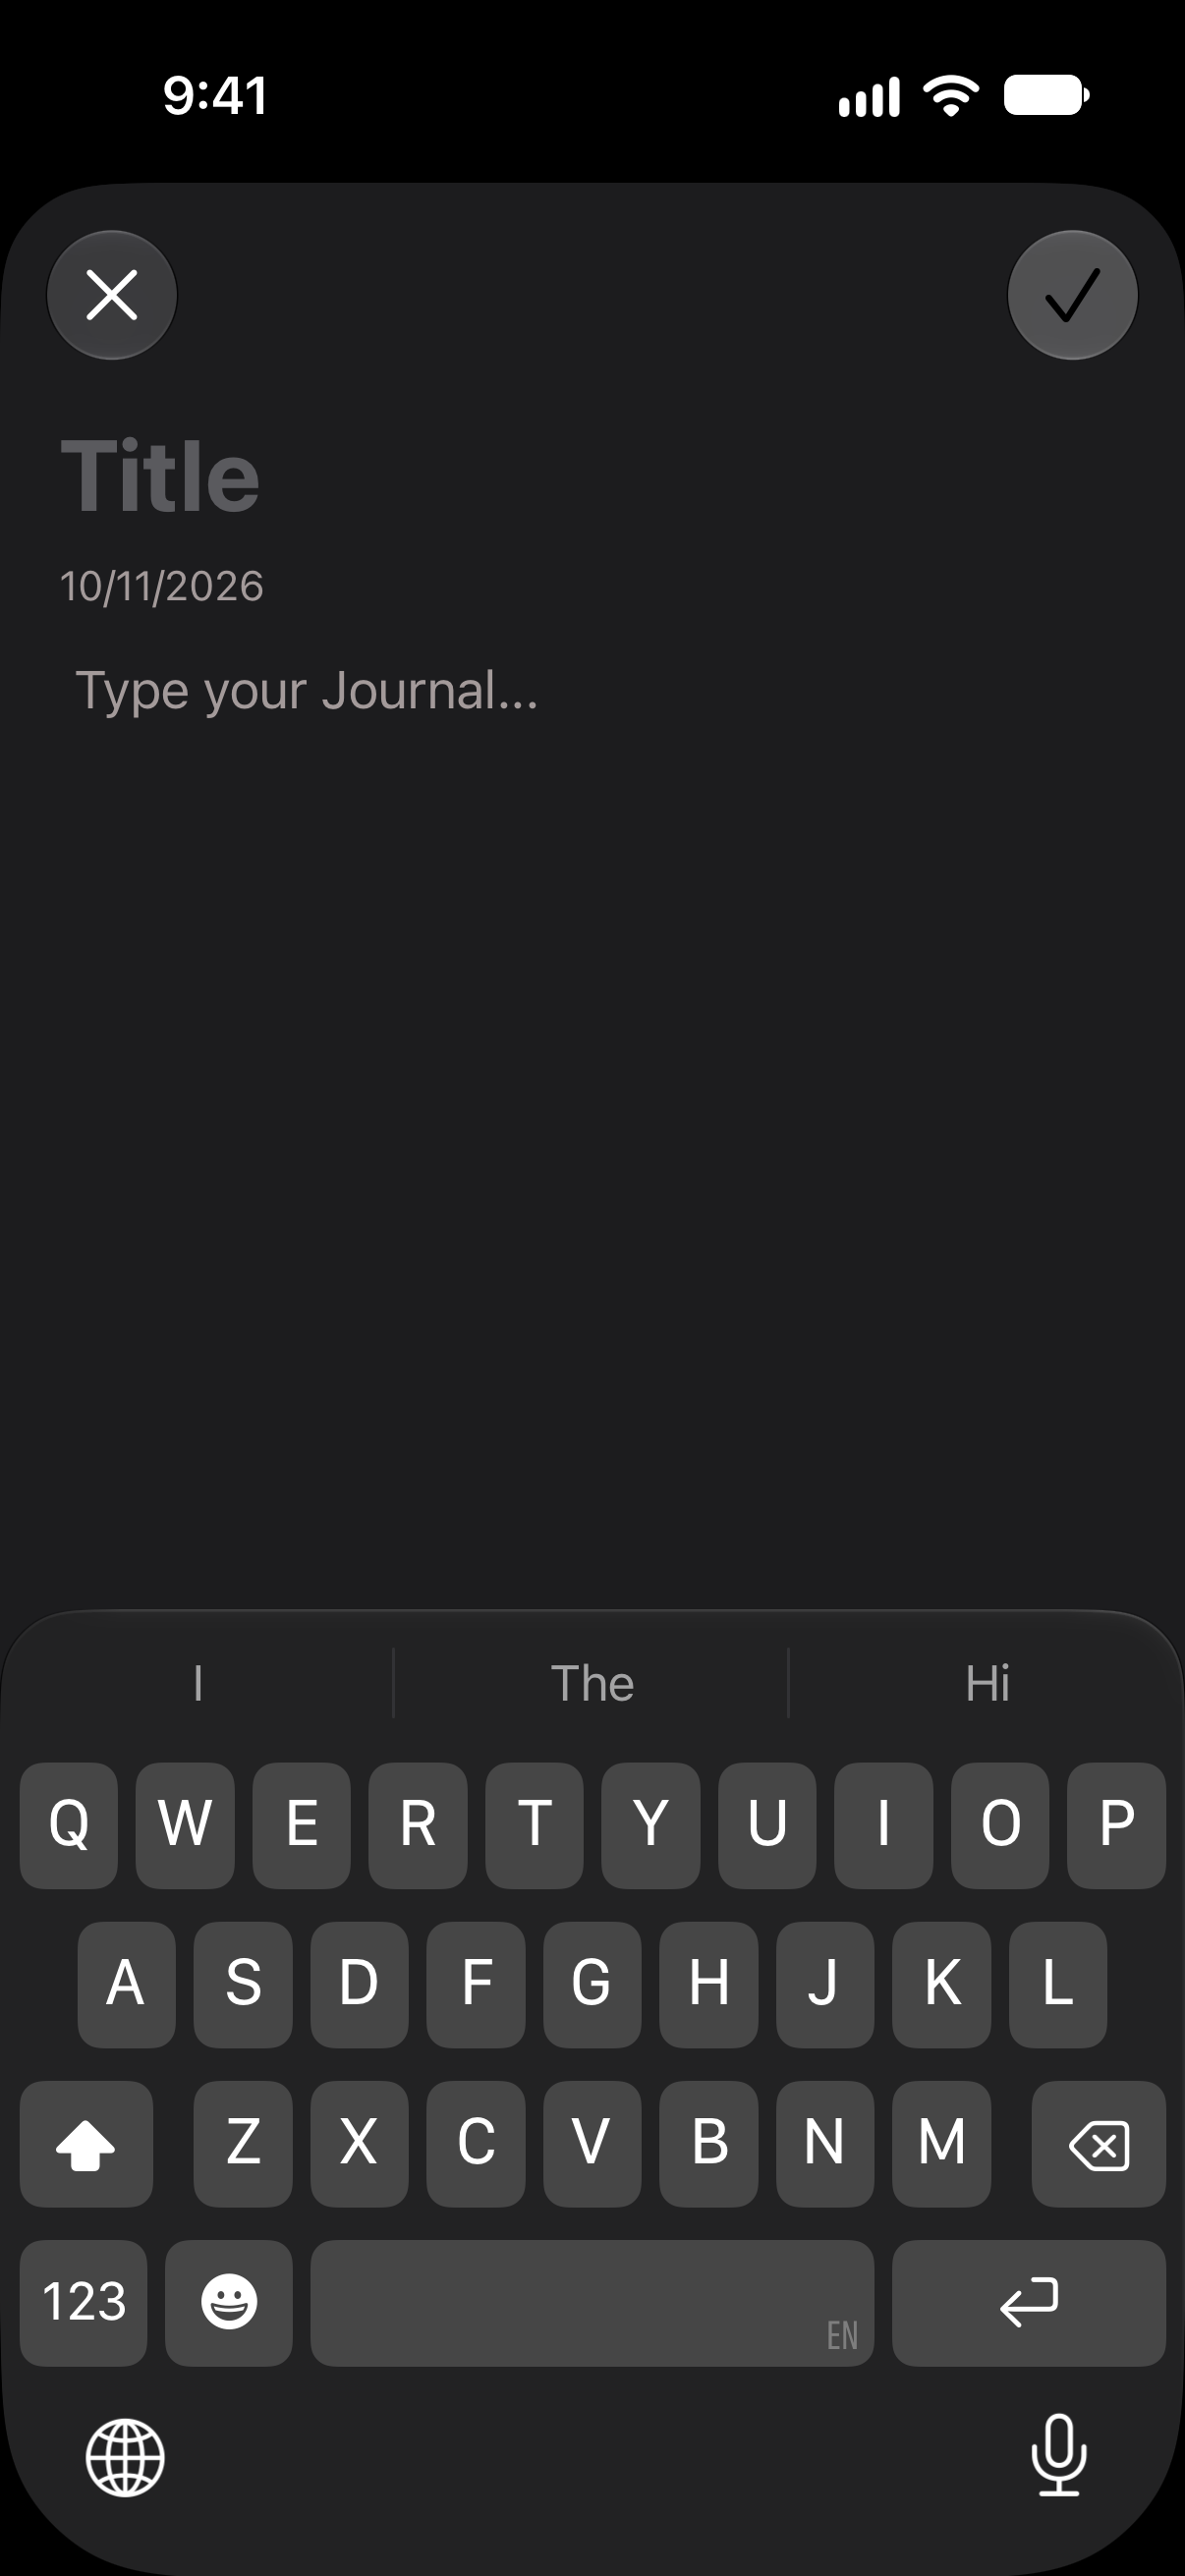 9:41
Title
10/11/2026
Type your Journal...
I The Hi
Q W E R T Y U I O P
A S D F G H J K L
Z X C V B N M
123 EN